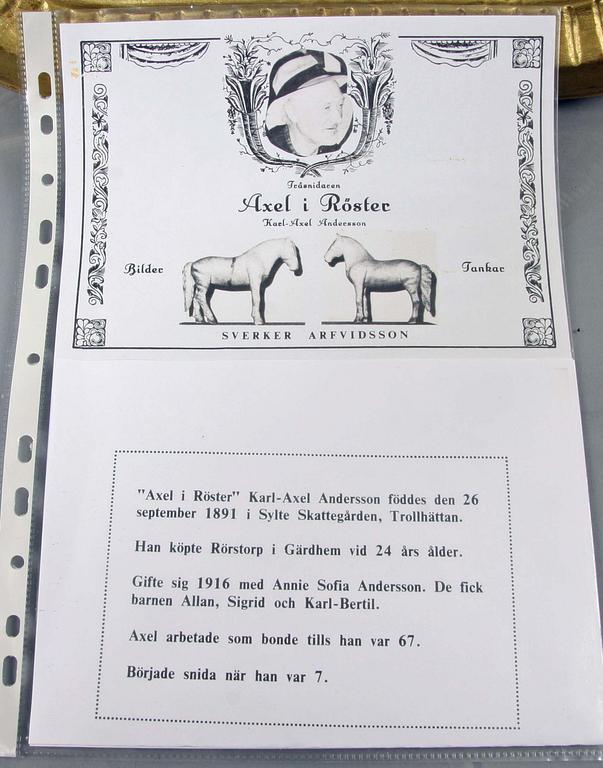 Träsnidaren
Axel i Röster
Karl-Axel Andersson
Bilder
Tankar
SVERKER ARFVIDSSON
"Axel i Röster" Karl-Axel Andersson föddes den 26
september 1891 i Sylte Skattegården, Trollhättan.
Han köpte Rörstorp i Gärdhem vid 24 års ålder.
Gifte sig 1916 med Annie Sofia Andersson. De fick
barnen Allan, Sigrid och Karl-Bertil.
Axel arbetade som bonde tills han var 67.
Började snida när han var 7.